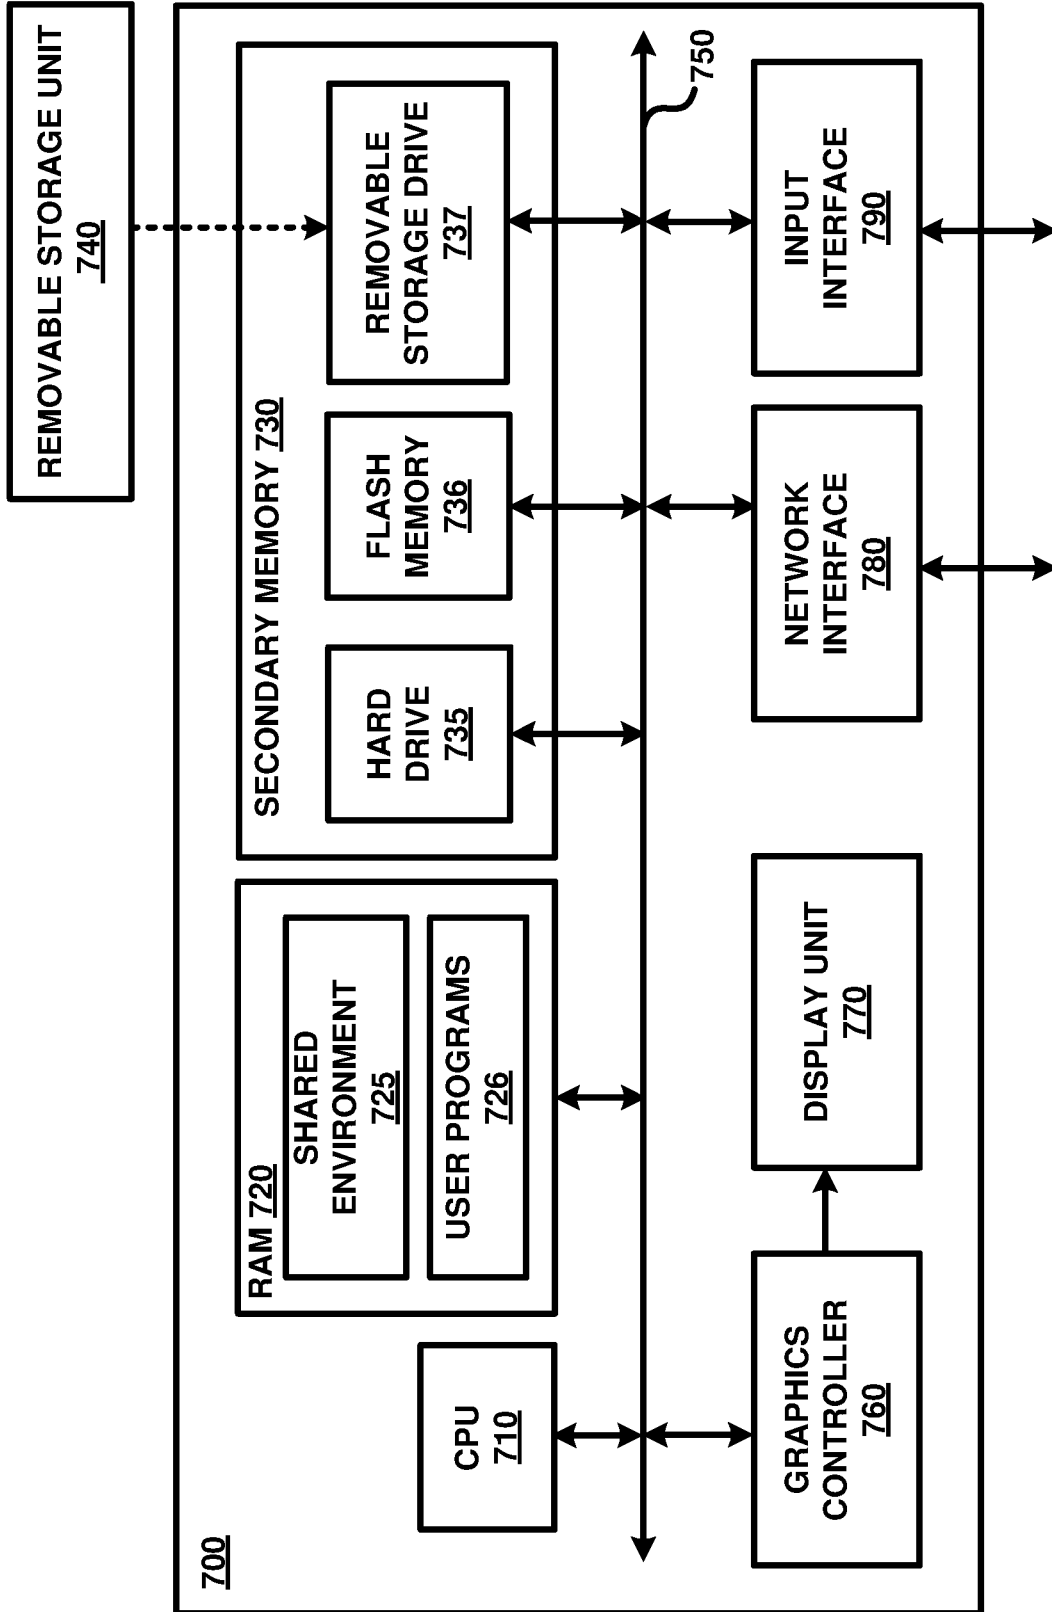 REMOVABLE STORAGE UNIT
740
700
CPU
710
RAM 720
SHARED
ENVIRONMENT
725
USER PROGRAMS
726
SECONDARY MEMORY 730
HARD
DRIVE
735
FLASH
MEMORY
736
REMOVABLE
STORAGE DRIVE
737
750
GRAPHICS
CONTROLLER
760
DISPLAY UNIT
770
NETWORK
INTERFACE
780
INPUT
INTERFACE
790